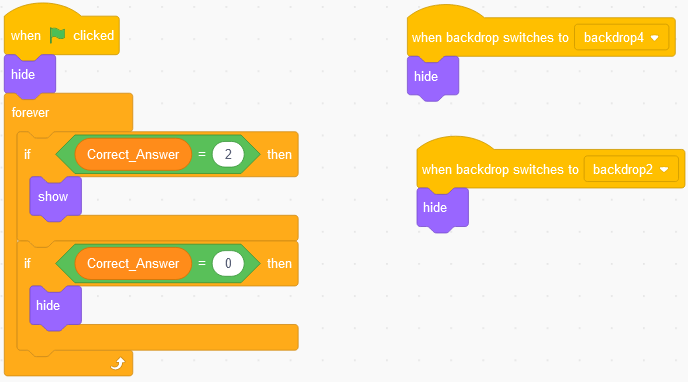 when clicked
hide
forever
if Correct_Answer = 2 then
show
if Correct_Answer = 0 then
hide
when backdrop switches to backdrop4
hide
when backdrop switches to backdrop2
hide